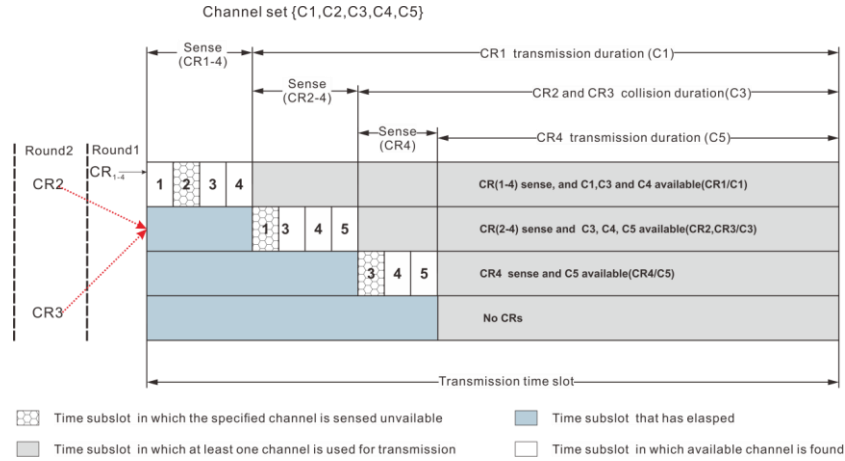 Channel set {C1,C2,C3,C4,C5}
Sense
(CR1-4)
CR1 transmission duration (C1)
Sense
(CR2-4)
CR2 and CR3 collision duration(C3)
Sense
(CR4)
CR4 transmission duration (C5)
Round2
Round1
CR1-4
CR2
CR3
1 2 3 4
CR(1-4) sense, and C1,C3 and C4 available(CR1/C1)
1 3 4 5
CR(2-4) sense and C3, C4, C5 available(CR2,CR3/C3)
3 4 5
CR4 sense and C5 available(CR4/C5)
No CRs
Transmission time slot
Time subslot in which the specified channel is sensed unvailable
Time subslot that has elasped
Time subslot in which at least one channel is used for transmission
Time subslot in which available channel is found